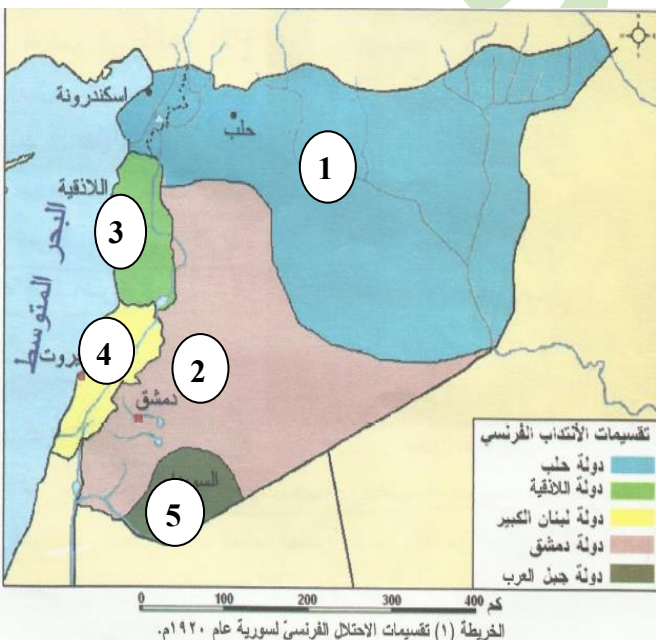 اسكندرونة
حلب
1
اللاذقية
3
البحر المتوسط
4
2
دمشق
5
تقسيمات الأنتداب الفرنسي
دولة حلب
دولة اللاذقية
دولة لبنان الكبير
دولة دمشق
دولة جبل العرب
0 100 200 300 400 كم
الخريطة (١) تقسيمات الاحتلال الفرنسيّ لسورية عام ١٩٢٠م.